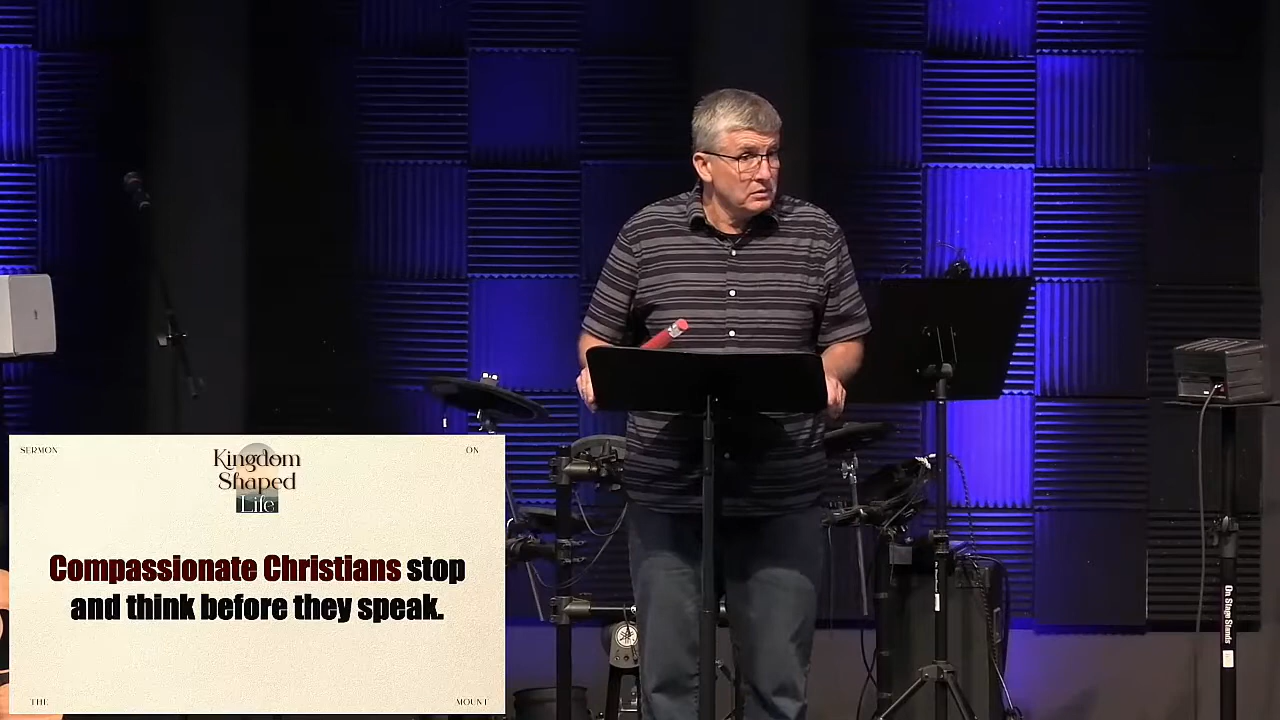 SERMON
ON
Kingdom
Shaped
Life
Compassionate Christians stop
and think before they speak.
THE
MOUNT
On Stage Stands